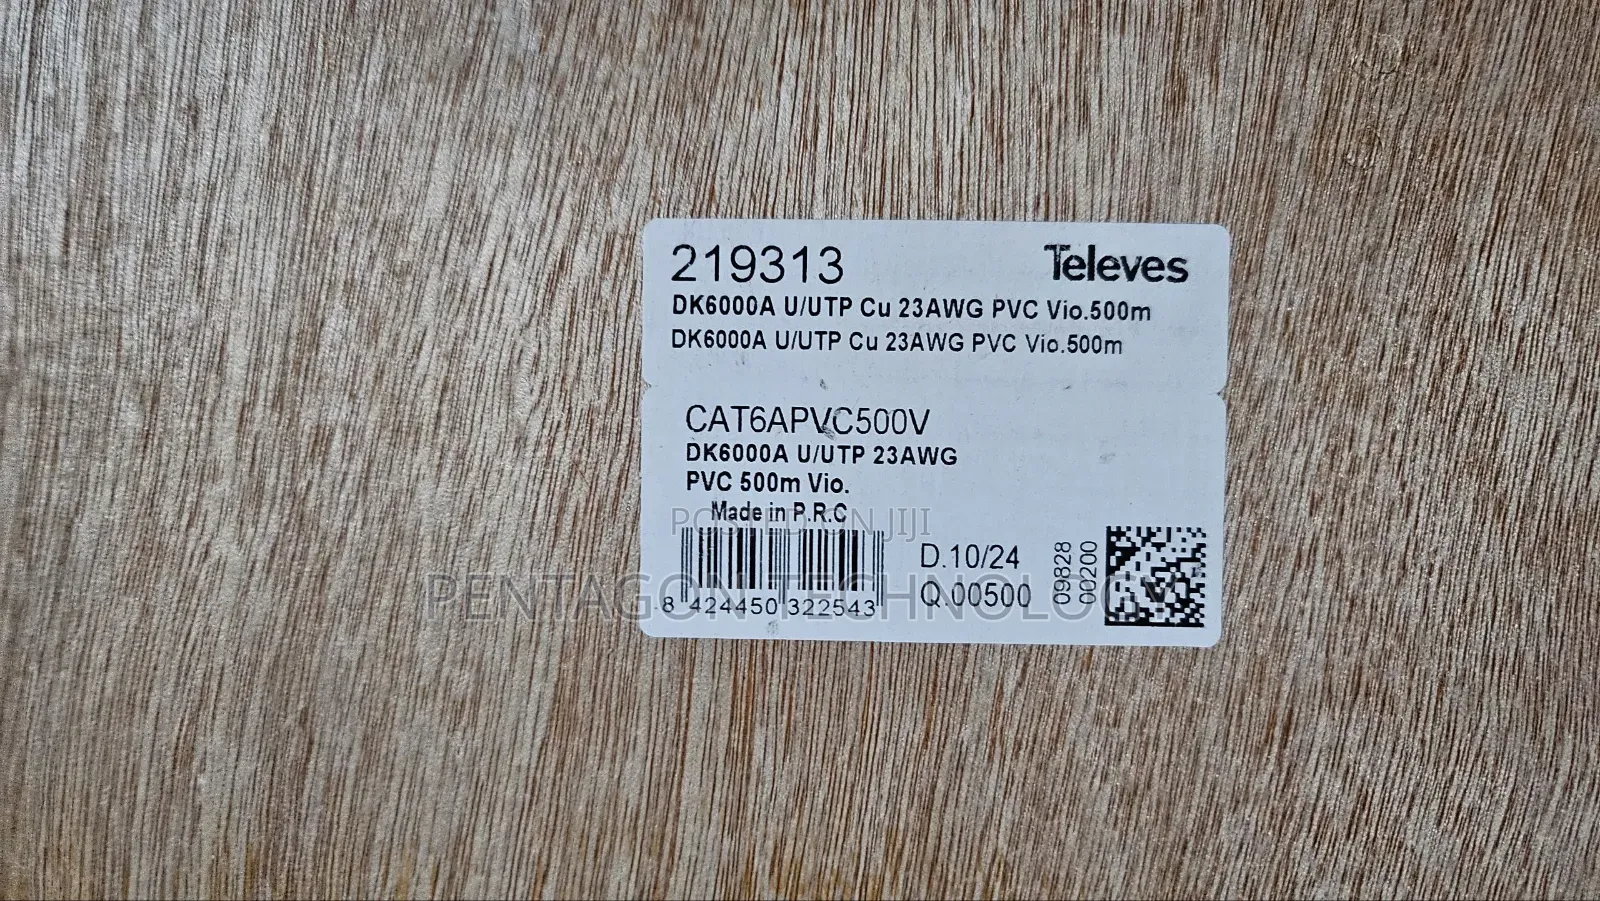 219313
Televes
DK6000A U/UTP Cu 23AWG PVC Vio.500m
DK6000A U/UTP Cu 23AWG PVC Vio.500m
CAT6APVC500V
DK6000A U/UTP 23AWG
PVC 500m Vio.
Made in P.R.C
POSTED ON JIJI
D.10/24
Q.00500
09828
00200
PENTAGON TECHNOLOGY
8 424450 322543